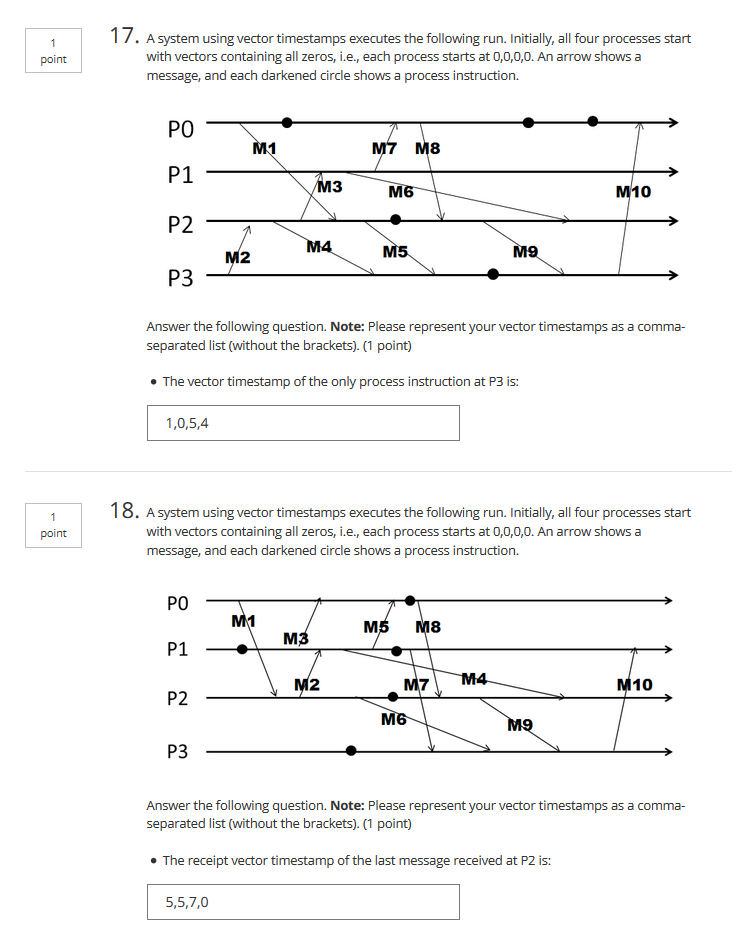 1
point
17. A system using vector timestamps executes the following run. Initially, all four processes start
with vectors containing all zeros, i.e., each process starts at 0,0,0,0. An arrow shows a
message, and each darkened circle shows a process instruction.
P0
M1 M7 M8
P1
M3 M6 M10
P2
M2 M4 M5 M9
P3
Answer the following question. Note: Please represent your vector timestamps as a comma-
separated list (without the brackets). (1 point)
• The vector timestamp of the only process instruction at P3 is:
1,0,5,4
1
point
18. A system using vector timestamps executes the following run. Initially, all four processes start
with vectors containing all zeros, i.e., each process starts at 0,0,0,0. An arrow shows a
message, and each darkened circle shows a process instruction.
P0
M1 M3 M5 M8
P1
M2 M7 M4 M10
P2
M6 M9
P3
Answer the following question. Note: Please represent your vector timestamps as a comma-
separated list (without the brackets). (1 point)
• The receipt vector timestamp of the last message received at P2 is:
5,5,7,0